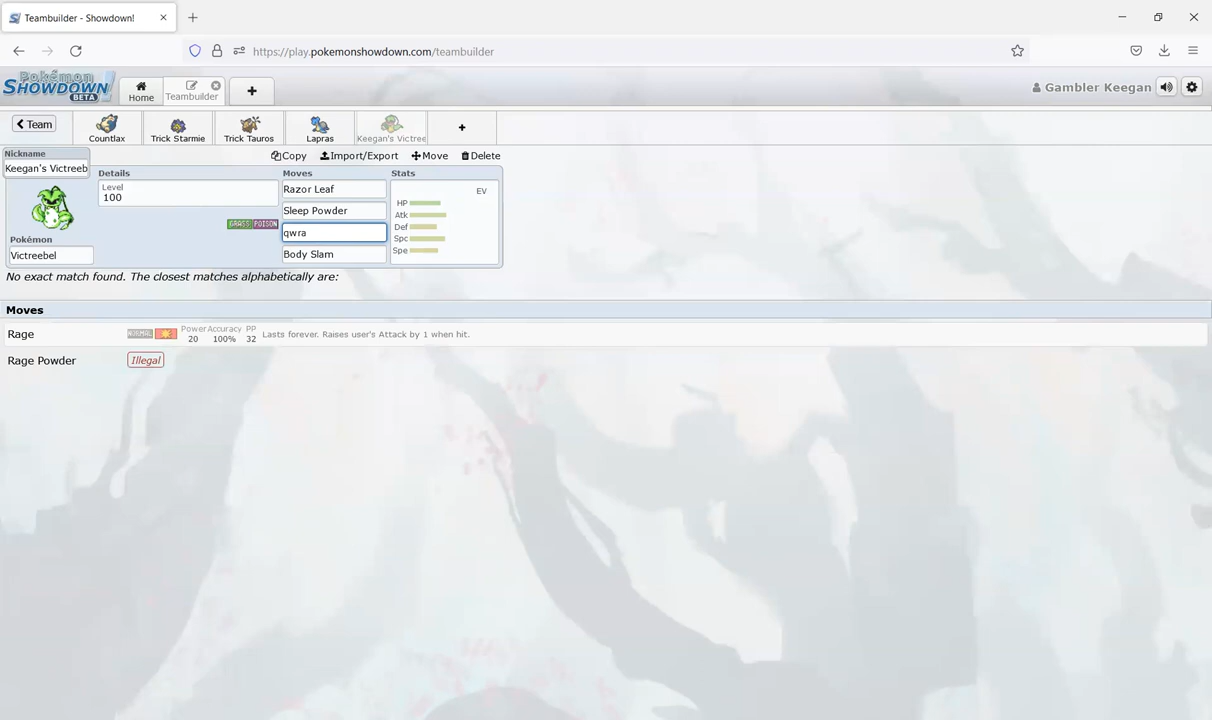 Teambuilder - Showdown!
https://play.pokemonshowdown.com/teambuilder
Pokémon
SHOWDOWN!
BETA
Home
Teambuilder
Gambler Keegan
Team
Countlax
Trick Starmie
Trick Tauros
Lapras
Keegan's Victree
Nickname
Keegan's Victreeb
Copy
Import/Export
Move
Delete
Details
Moves
Stats
Level
100
Razor Leaf
Sleep Powder
qwra
Body Slam
EV
HP
Atk
Def
Spc
Spe
GRASS POISON
Pokémon
Victreebel
No exact match found. The closest matches alphabetically are:
Moves
Rage
NORMAL
Power
20
Accuracy
100%
PP
32
Lasts forever. Raises user's Attack by 1 when hit.
Rage Powder
Illegal